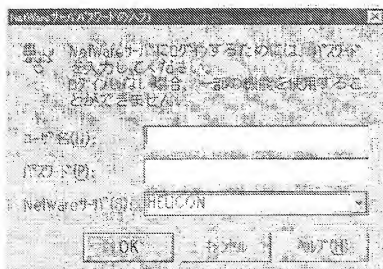 NetWareサーバパスワードの入力
NetWareサーバにログインするためには、パスワード
を入力してください。
ログインしない場合、一部の機能を使用するこ
とができません。
ユーザ名(U):
パスワード(P):
NetWareサーバ(S): HELICON
OK キャンセル ヘルプ(H)